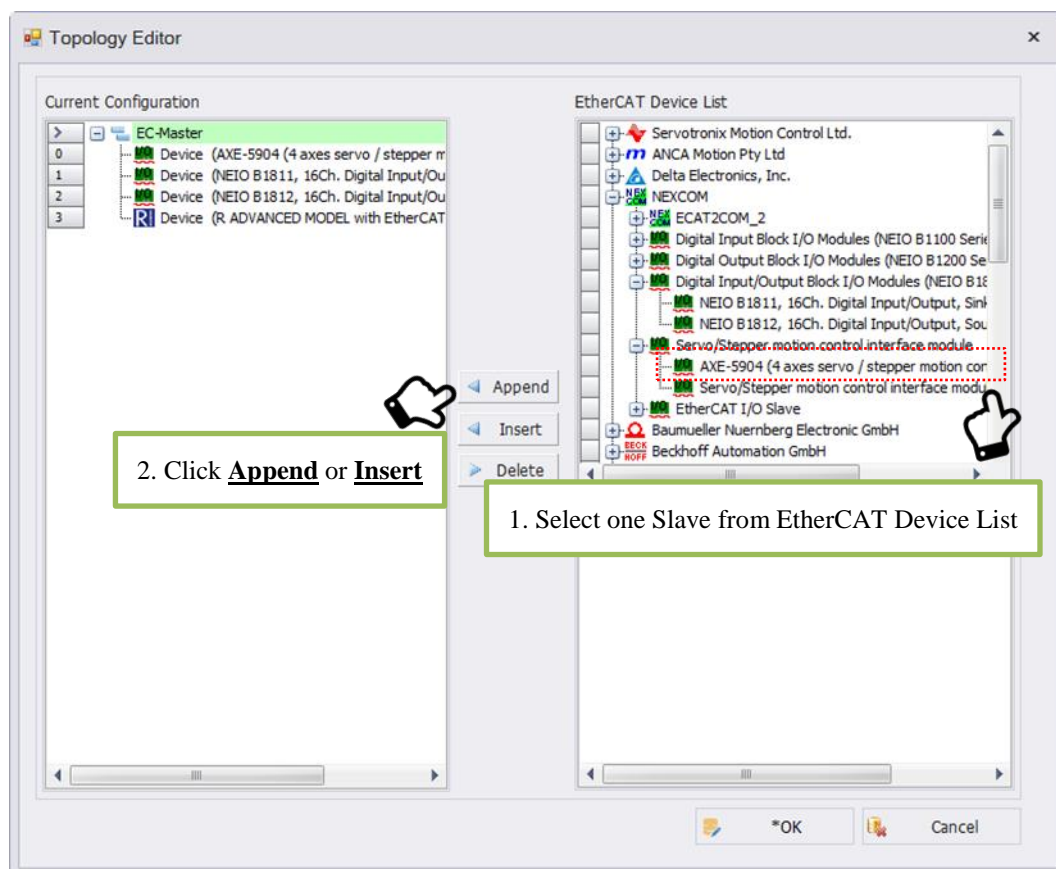 Topology Editor
Current Configuration
> EC-Master
0 Device (AXE-5904 (4 axes servo / stepper m
1 Device (NEIO B1811, 16Ch. Digital Input/Ou
2 Device (NEIO B1812, 16Ch. Digital Input/Ou
3 Device (R ADVANCED MODEL with EtherCAT
Append
Insert
Delete
2. Click Append or Insert
EtherCAT Device List
Servotronix Motion Control Ltd.
ANCA Motion Pty Ltd
Delta Electronics, Inc.
NEXCOM
ECAT2COM_2
Digital Input Block I/O Modules (NEIO B1100 Serie
Digital Output Block I/O Modules (NEIO B1200 Se
Digital Input/Output Block I/O Modules (NEIO B18
NEIO B1811, 16Ch. Digital Input/Output, Sink
NEIO B1812, 16Ch. Digital Input/Output, Sou
Servo/Stepper motion control interface module
AXE-5904 (4 axes servo / stepper motion con
Servo/Stepper motion control interface modu
EtherCAT I/O Slave
Baumueller Nuernberg Electronic GmbH
BECKHOFF Beckhoff Automation GmbH
1. Select one Slave from EtherCAT Device List
*OK
Cancel